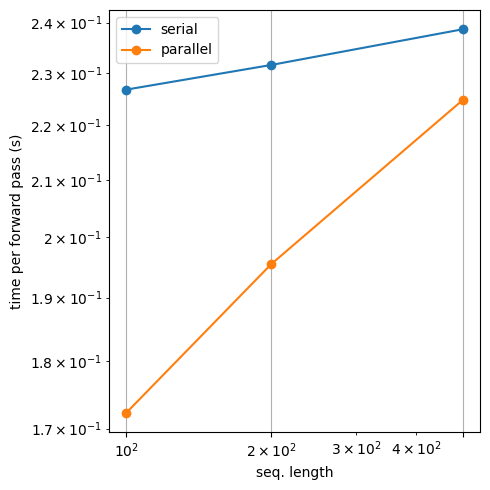 serial
parallel
time per forward pass (s)
2.4 × 10⁻¹
2.3 × 10⁻¹
2.2 × 10⁻¹
2.1 × 10⁻¹
2 × 10⁻¹
1.9 × 10⁻¹
1.8 × 10⁻¹
1.7 × 10⁻¹
10² 2 × 10² 3 × 10² 4 × 10²
seq. length